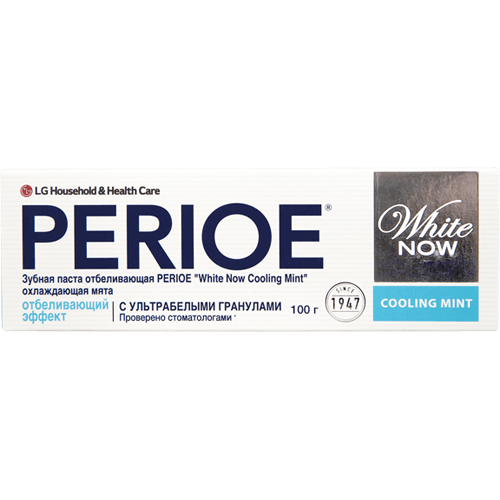 LG Household & Health Care
PERIOE®
Зубная паста отбеливающая PERIOE "White Now Cooling Mint"
охлаждающая мята
отбеливающий
эффект
С УЛЬТРАБЕЛЫМИ ГРАНУЛАМИ
Проверено стоматологами *
100 г
SINCE
1947
White
NOW
COOLING MINT